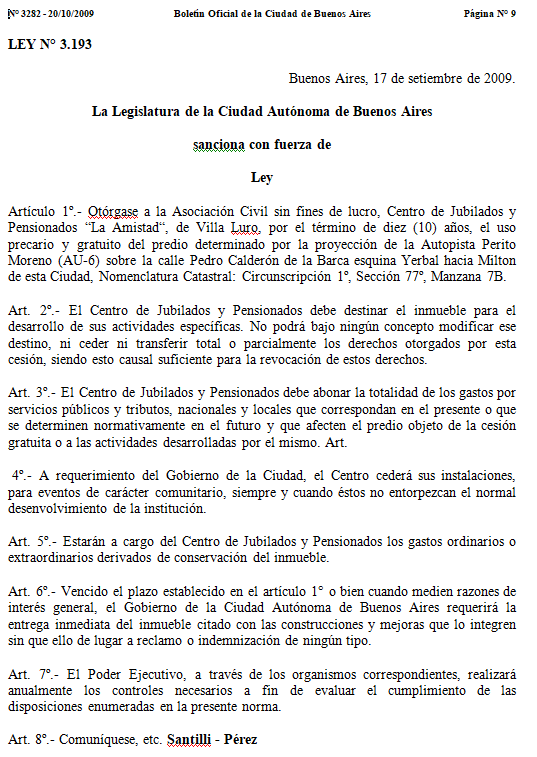 Nº 3282 - 20/10/2009 Boletín Oficial de la Ciudad de Buenos Aires Página Nº 9
LEY N° 3.193
Buenos Aires, 17 de setiembre de 2009.
La Legislatura de la Ciudad Autónoma de Buenos Aires
sanciona con fuerza de
Ley
Artículo 1º.- Otórgase a la Asociación Civil sin fines de lucro, Centro de Jubilados y
Pensionados “La Amistad“, de Villa Luro, por el término de diez (10) años, el uso
precario y gratuito del predio determinado por la proyección de la Autopista Perito
Moreno (AU-6) sobre la calle Pedro Calderón de la Barca esquina Yerbal hacia Milton
de esta Ciudad, Nomenclatura Catastral: Circunscripción 1º, Sección 77º, Manzana 7B.
Art. 2º.- El Centro de Jubilados y Pensionados debe destinar el inmueble para el
desarrollo de sus actividades específicas. No podrá bajo ningún concepto modificar ese
destino, ni ceder ni transferir total o parcialmente los derechos otorgados por esta
cesión, siendo esto causal suficiente para la revocación de estos derechos.
Art. 3º.- El Centro de Jubilados y Pensionados debe abonar la totalidad de los gastos por
servicios públicos y tributos, nacionales y locales que correspondan en el presente o que
se determinen normativamente en el futuro y que afecten el predio objeto de la cesión
gratuita o a las actividades desarrolladas por el mismo. Art.
4º.- A requerimiento del Gobierno de la Ciudad, el Centro cederá sus instalaciones,
para eventos de carácter comunitario, siempre y cuando éstos no entorpezcan el normal
desenvolvimiento de la institución.
Art. 5º.- Estarán a cargo del Centro de Jubilados y Pensionados los gastos ordinarios o
extraordinarios derivados de conservación del inmueble.
Art. 6º.- Vencido el plazo establecido en el artículo 1° o bien cuando medien razones de
interés general, el Gobierno de la Ciudad Autónoma de Buenos Aires requerirá la
entrega inmediata del inmueble citado con las construcciones y mejoras que lo integren
sin que ello de lugar a reclamo o indemnización de ningún tipo.
Art. 7º.- El Poder Ejecutivo, a través de los organismos correspondientes, realizará
anualmente los controles necesarios a fin de evaluar el cumplimiento de las
disposiciones enumeradas en la presente norma.
Art. 8º.- Comuníquese, etc. Santilli - Pérez